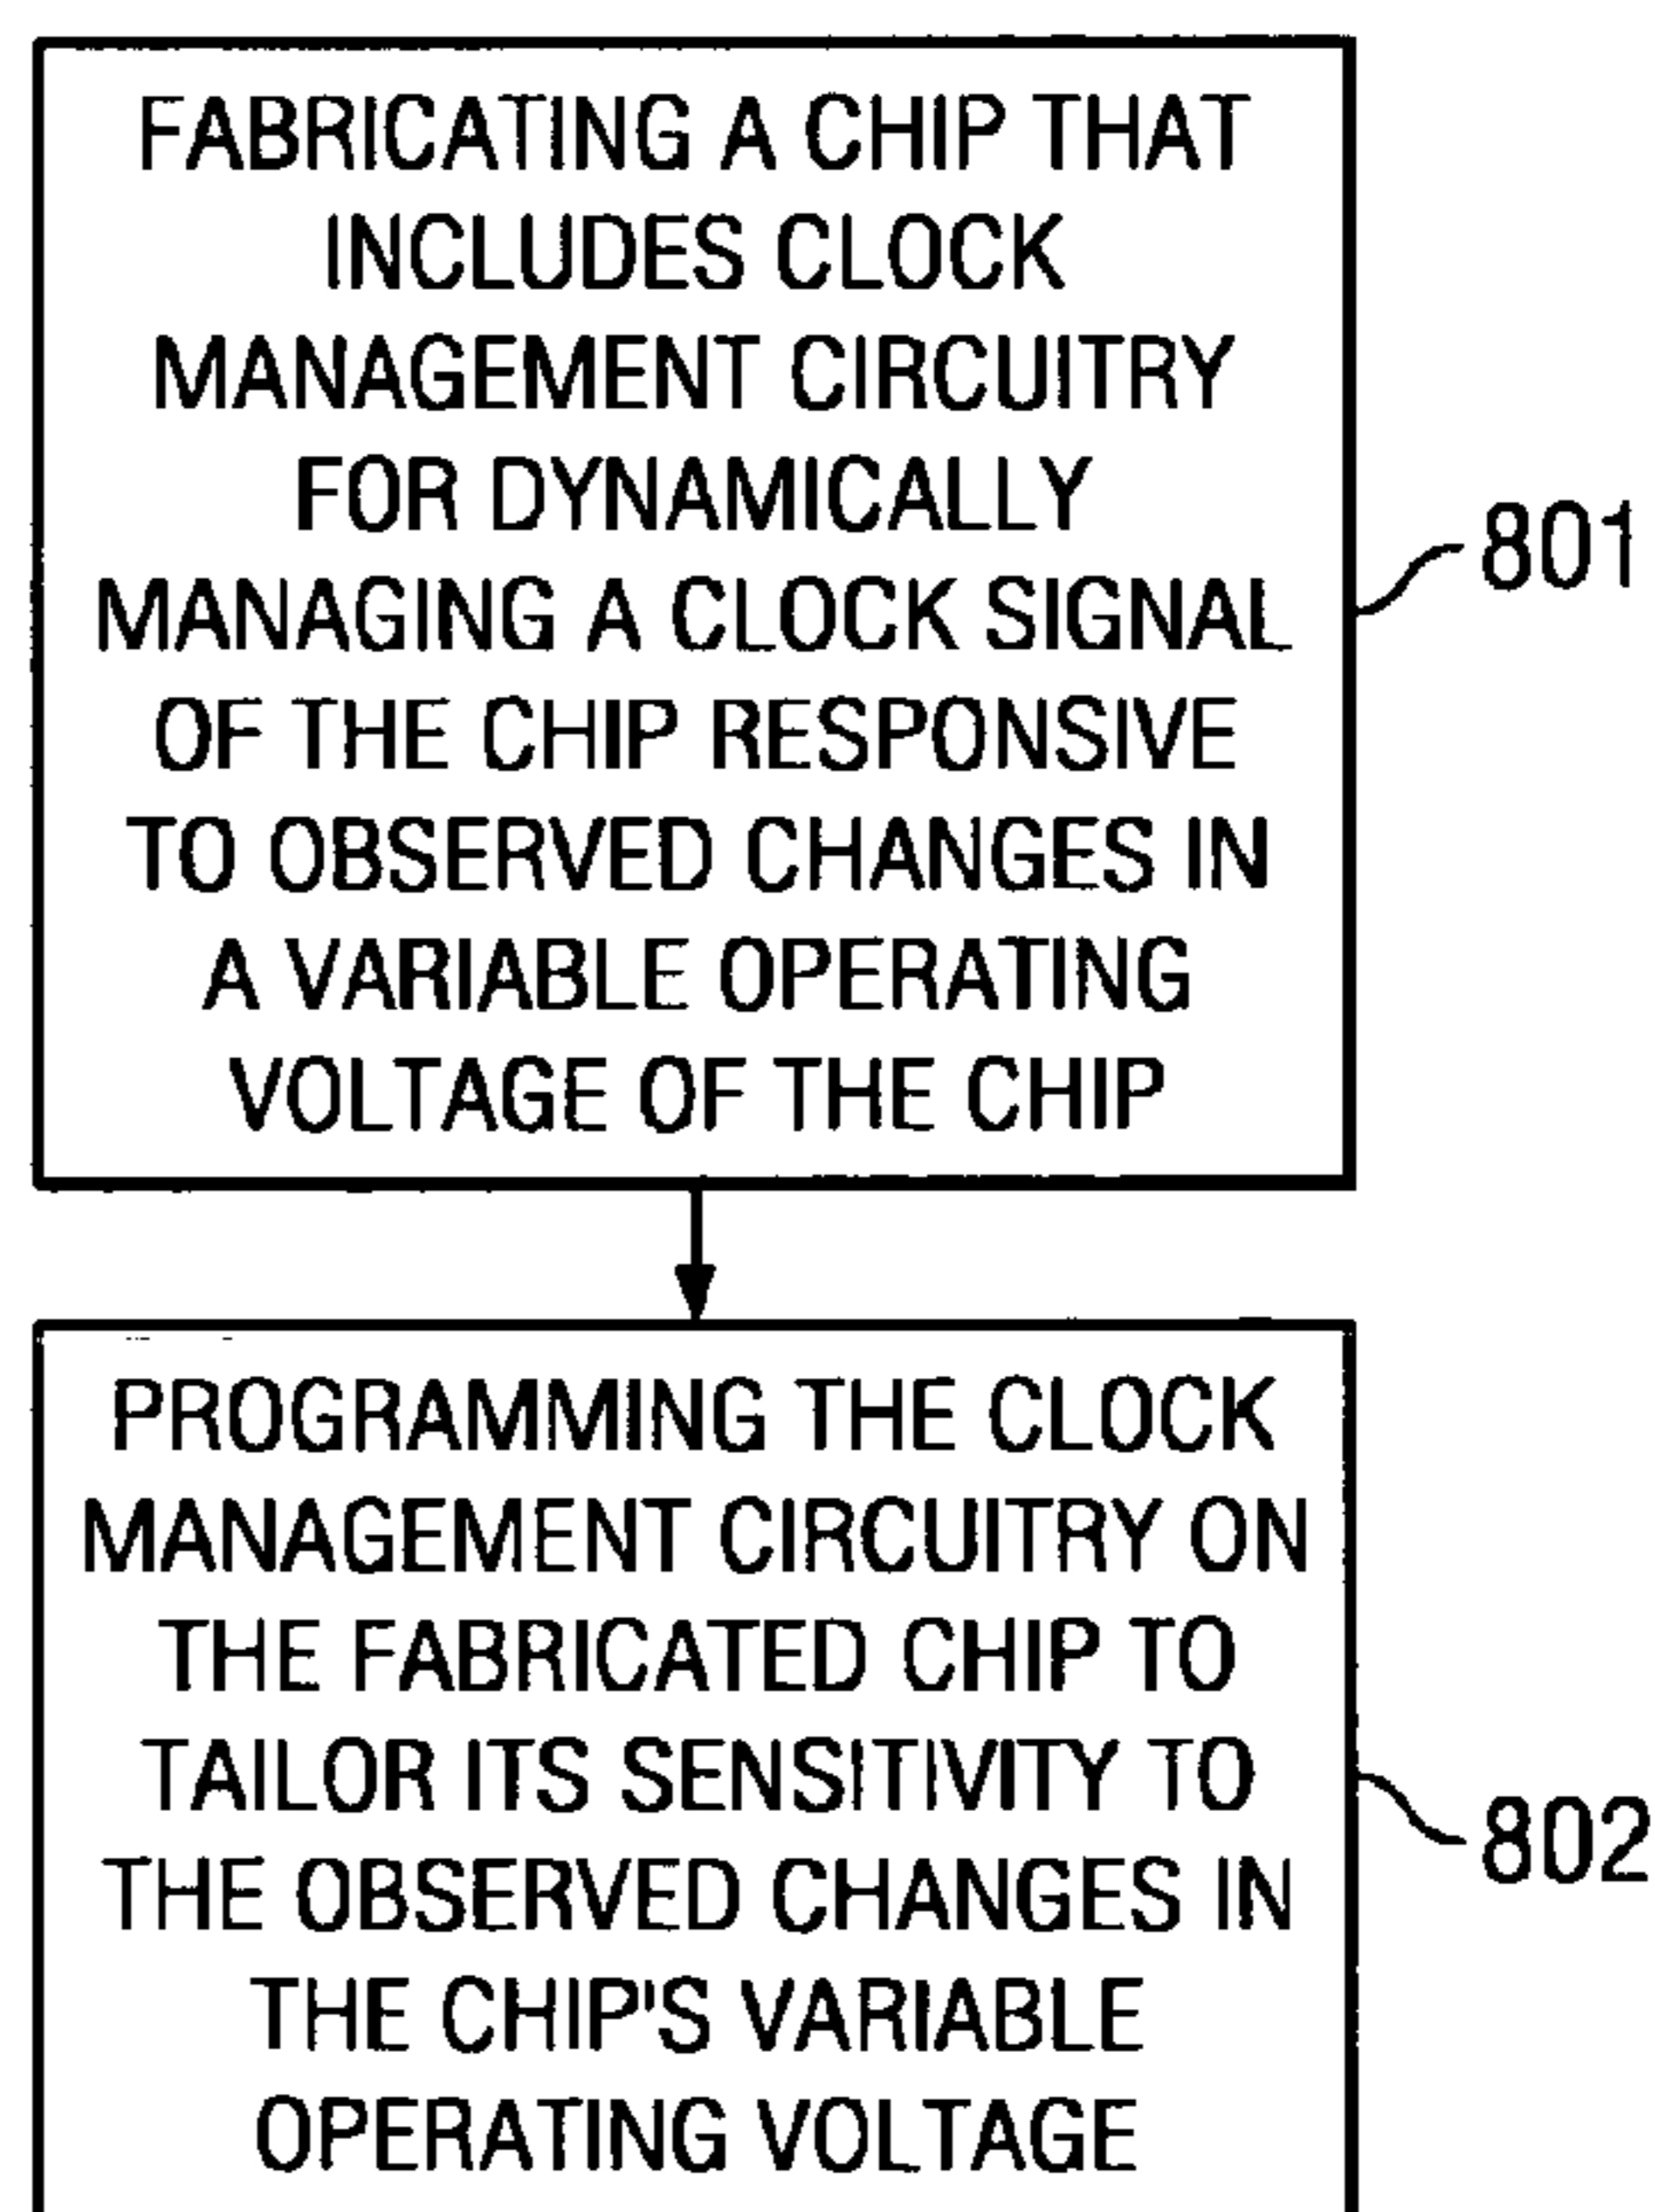 FABRICATING A CHIP THAT
INCLUDES CLOCK
MANAGEMENT CIRCUITRY
FOR DYNAMICALLY
MANAGING A CLOCK SIGNAL
OF THE CHIP RESPONSIVE
TO OBSERVED CHANGES IN
A VARIABLE OPERATING
VOLTAGE OF THE CHIP
801
PROGRAMMING THE CLOCK
MANAGEMENT CIRCUITRY ON
THE FABRICATED CHIP TO
TAILOR ITS SENSITIVITY TO
THE OBSERVED CHANGES IN
THE CHIP'S VARIABLE
OPERATING VOLTAGE
802